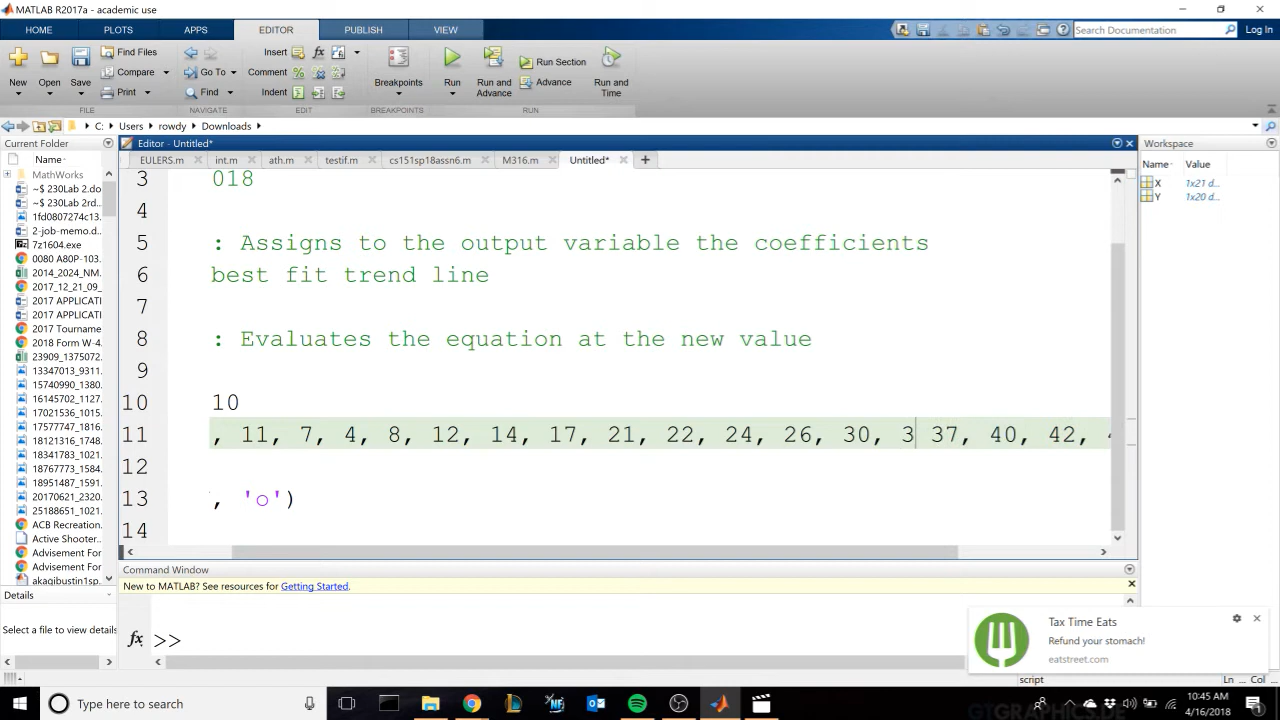 MATLAB R2017a - academic use
HOME PLOTS APPS EDITOR PUBLISH VIEW
Search Documentation
Log In
New
Open
Save
Find Files
Compare
Print
Go To
Find
Insert
Comment
Indent
Breakpoints
Run
Run and Advance
Run Section
Advance
Run and Time
FILE NAVIGATE EDIT BREAKPOINTS RUN
C: Users rowdy Downloads
Current Folder
Name
MathWorks
~$ 230Lab 2.do
~$ 230Lab 2rd.
1fd0807274c13.
2-job-memo.d.
7z1604.exe
0080 A80P-103.
2014_2024_NM.
2017_12_21_09_
2017 APPLICATI
2017 APPLICATI
2017 APPLICATI
2017 Tourname
2018 Form W-4.
23909_1375072.
13347013_9311.
15740990_1380.
16145702_1127.
17021536_1015.
17577747_1816.
18121316_1748.
18341783_1021.
18767773_1584.
18951487_1591.
20170621_2320.
25188651_1021.
ACB Recreation.
Active Shooter.
Advisement For
Advisement For
akagibustin1sp.
Details
Select a file to view details
Editor - Untitled*
EULERS.m int.m ath.m testif.m cs151sp18assn6.m M316.m Untitled*
3 018
4
5 : Assigns to the output variable the coefficients
6 best fit trend line
7
8 : Evaluates the equation at the new value
9
10 10
11 , 11, 7, 4, 8, 12, 14, 17, 21, 22, 24, 26, 30, 3 37, 40, 42,
12
13 , 'o')
14
Command Window
New to MATLAB? See resources for Getting Started.
fx >>
Workspace
Name Value
X 1x21 d...
Y 1x20 d...
Tax Time Eats
Refund your stomach!
eatstreet.com
script Ln Col
Type here to search
10:45 AM
4/16/2018
GTGRAPHICS.DE